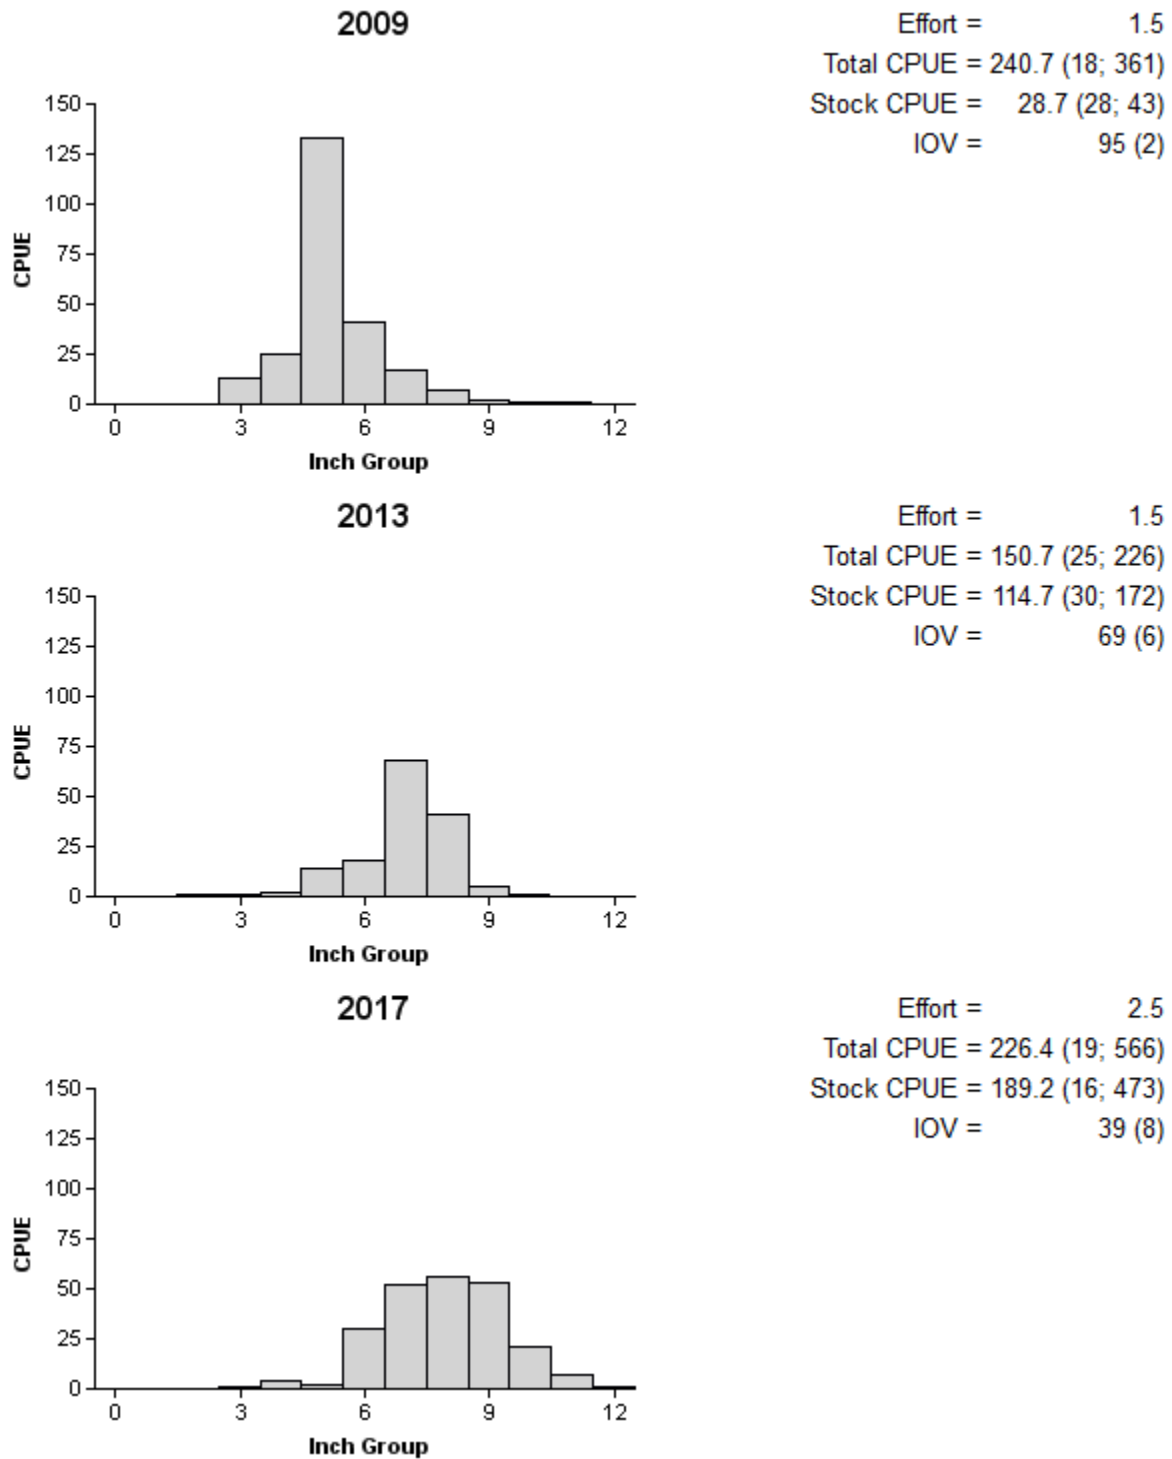 2009
Effort = 1.5
Total CPUE = 240.7 (18; 361)
Stock CPUE = 28.7 (28; 43)
IOV = 95 (2)
150
125
100
75
50
25
0
CPUE
0 3 6 9 12
Inch Group
2013
Effort = 1.5
Total CPUE = 150.7 (25; 226)
Stock CPUE = 114.7 (30; 172)
IOV = 69 (6)
150
125
100
75
50
25
0
CPUE
0 3 6 9 12
Inch Group
2017
Effort = 2.5
Total CPUE = 226.4 (19; 566)
Stock CPUE = 189.2 (16; 473)
IOV = 39 (8)
150
125
100
75
50
25
0
CPUE
0 3 6 9 12
Inch Group